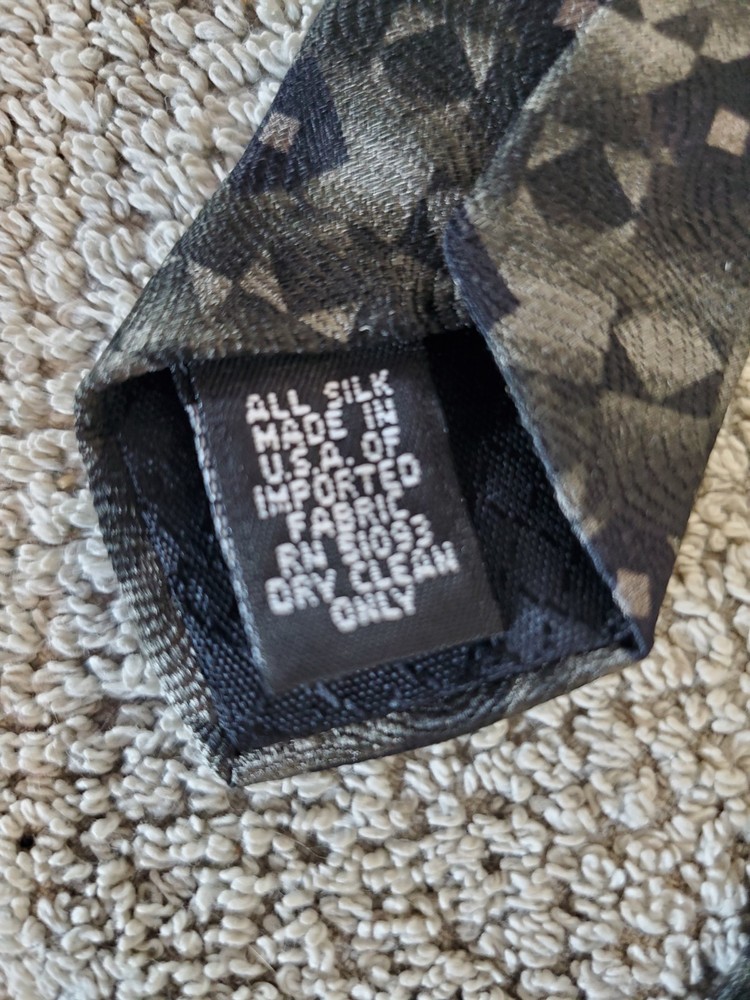 ALL SILK
MADE IN
U.S.A. OF
IMPORTED
FABRIC
RN
DRY CLEAN
ONLY